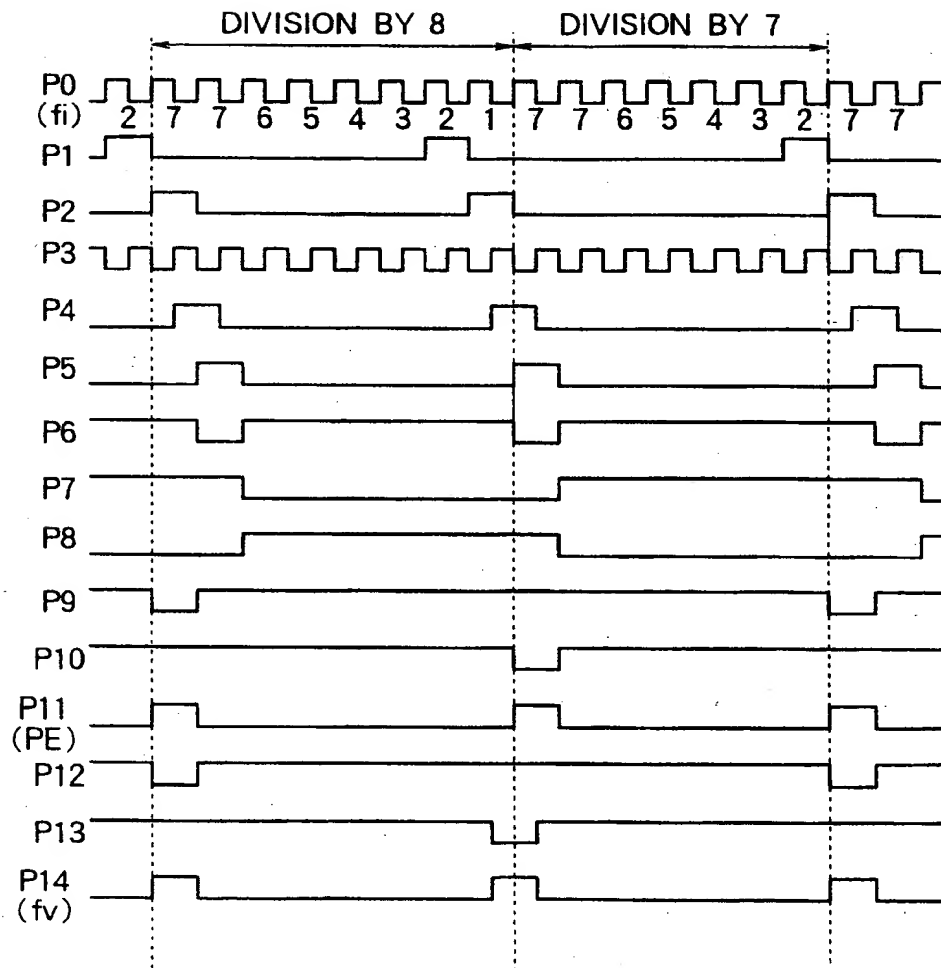 DIVISION BY 8 DIVISION BY 7
P0
(fi)
2 7 7 6 5 4 3 2 1 7 7 6 5 4 3 2 7 7
P1
P2
P3
P4
P5
P6
P7
P8
P9
P10
P11
(PE)
P12
P13
P14
(fv)